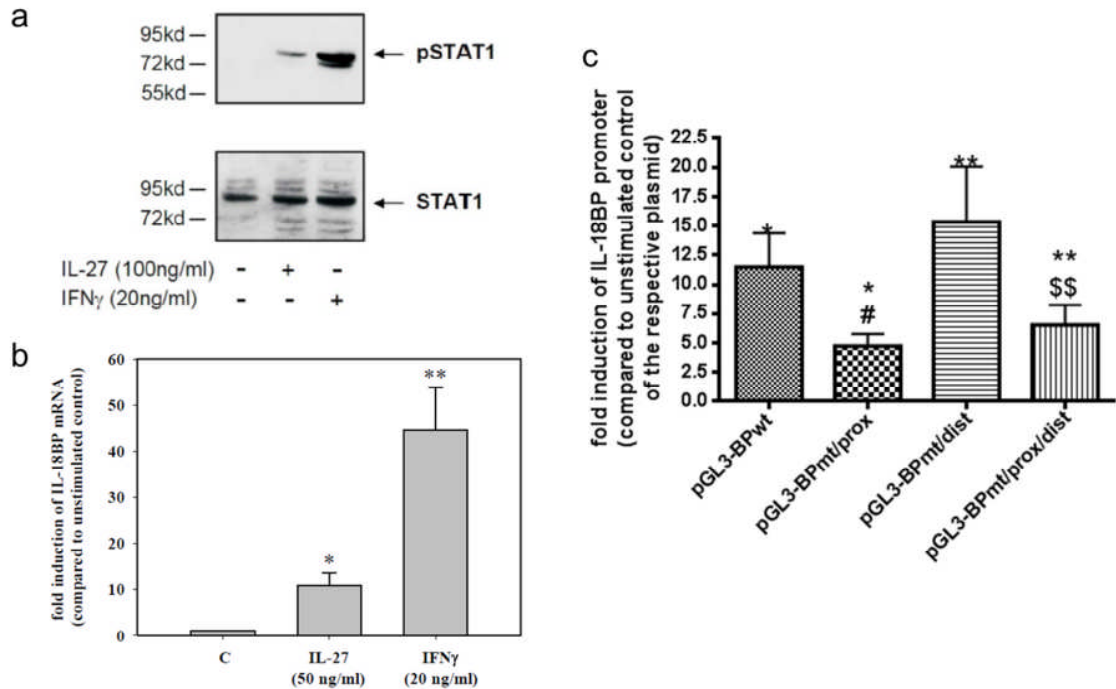 a
95kd
72kd
55kd
pSTAT1
95kd
72kd
STAT1
IL-27 (100ng/ml) - + -
IFNγ (20ng/ml) - - +
b
fold induction of IL-18BP mRNA
(compared to unstimulated control)
60
50
40
30
20
10
0
*
**
C
IL-27
(50 ng/ml)
IFNγ
(20 ng/ml)
c
fold induction of IL-18BP promoter
(compared to unstimulated control
of the respective plasmid)
22.5
20.0
17.5
15.0
12.5
10.0
7.5
5.0
2.5
0.0
*
*
#
**
**
$$
pGL3-BPwt
pGL3-BPmt/prox
pGL3-BPmt/dist
pGL3-BPmt/prox/dist